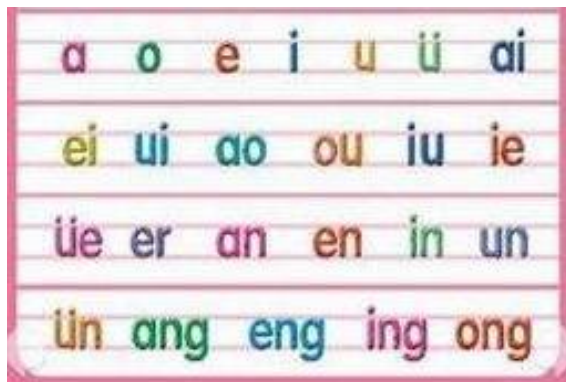 a o e i u ü ai
ei ui ao ou iu ie
üe er an en in un
ün ang eng ing ong